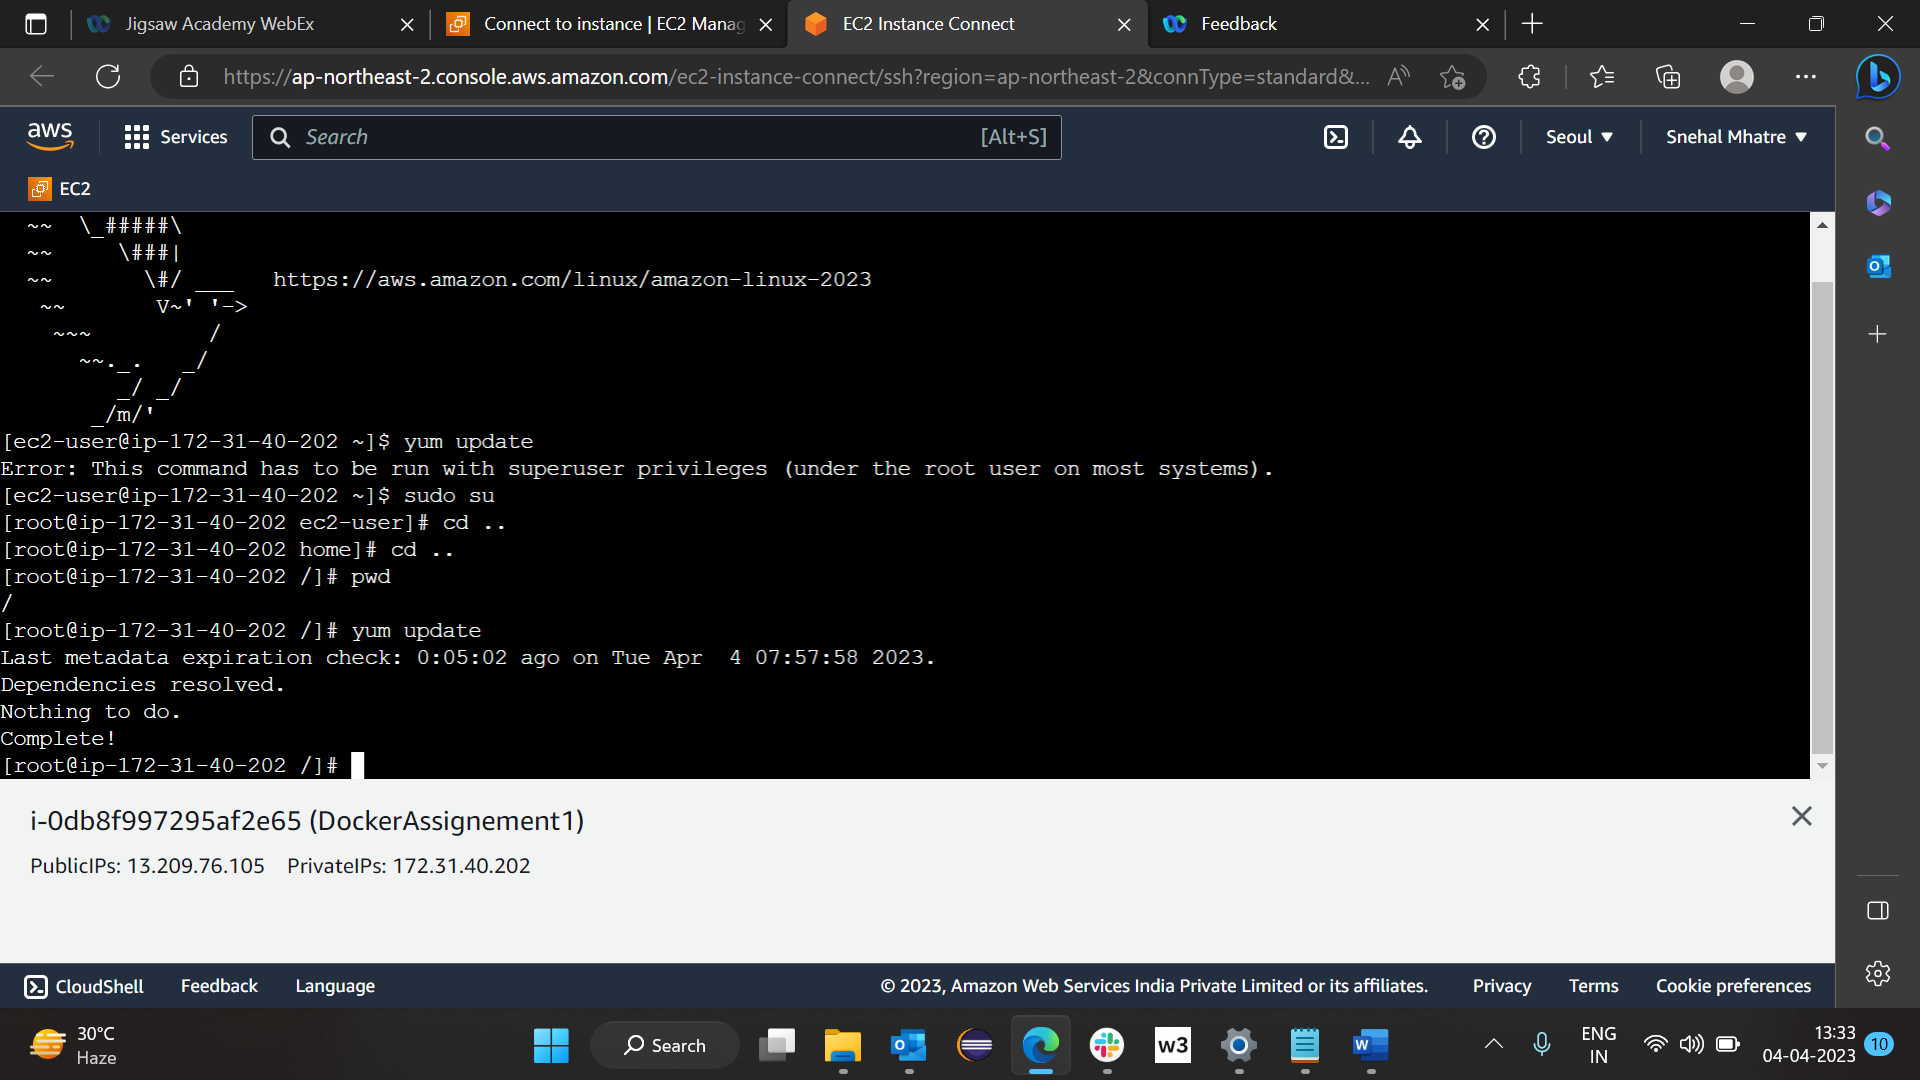 Jigsaw Academy WebEx
Connect to instance | EC2 Manag
EC2 Instance Connect
Feedback
https://ap-northeast-2.console.aws.amazon.com/ec2-instance-connect/ssh?region=ap-northeast-2&connType=standard&...
aws
Services
Search
[Alt+S]
Seoul
Snehal Mhatre
EC2
~~  \_#####\
~~     \###|
~~       \#/ ___   https://aws.amazon.com/linux/amazon-linux-2023
~~       V~' '->
~~~         /
~~._.   _/
_/ _/
_/m/'
[ec2-user@ip-172-31-40-202 ~]$ yum update
Error: This command has to be run with superuser privileges (under the root user on most systems).
[ec2-user@ip-172-31-40-202 ~]$ sudo su
[root@ip-172-31-40-202 ec2-user]# cd ..
[root@ip-172-31-40-202 home]# cd ..
[root@ip-172-31-40-202 /]# pwd
/
[root@ip-172-31-40-202 /]# yum update
Last metadata expiration check: 0:05:02 ago on Tue Apr  4 07:57:58 2023.
Dependencies resolved.
Nothing to do.
Complete!
[root@ip-172-31-40-202 /]#
i-0db8f997295af2e65 (DockerAssignement1)
PublicIPs: 13.209.76.105    PrivateIPs: 172.31.40.202
CloudShell
Feedback
Language
© 2023, Amazon Web Services India Private Limited or its affiliates.
Privacy
Terms
Cookie preferences
30°C
Haze
Search
w3
ENG
IN
13:33
04-04-2023
10